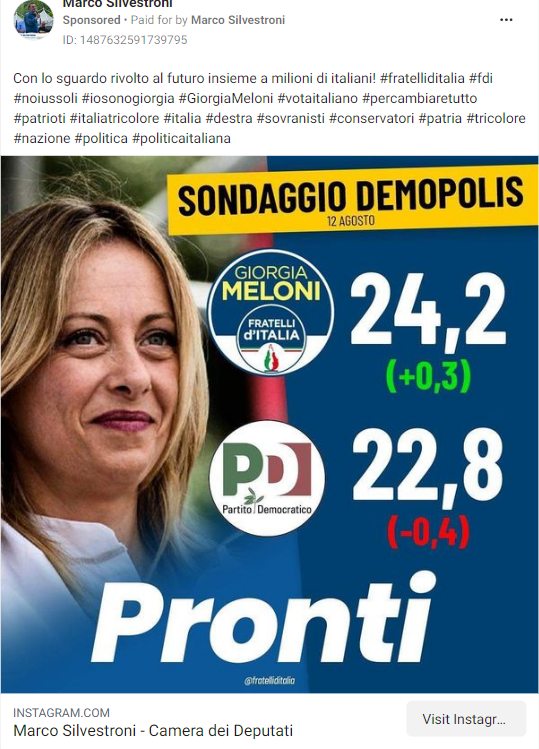 Marco Silvestroni
Sponsored • Paid for by Marco Silvestroni
ID: 1487632591739795
Con lo sguardo rivolto al futuro insieme a milioni di italiani! #fratelliditalia #fdi
#noiussoli #iosonogiorgia #GiorgiaMeloni #votaitaliano #percambiaretutto
#patrioti #italiatricolore #italia #destra #sovranisti #conservatori #patria #tricolore
#nazione #politica #politicaitaliana
SONDAGGIO DEMOPOLIS
12 AGOSTO
GIORGIA
MELONI
FRATELLI
d'ITALIA
24,2
(+0,3)
PD
Partito Democratico
22,8
(-0,4)
Pronti
@fratelliditalia
INSTAGRAM.COM
Marco Silvestroni - Camera dei Deputati
Visit Instagr...